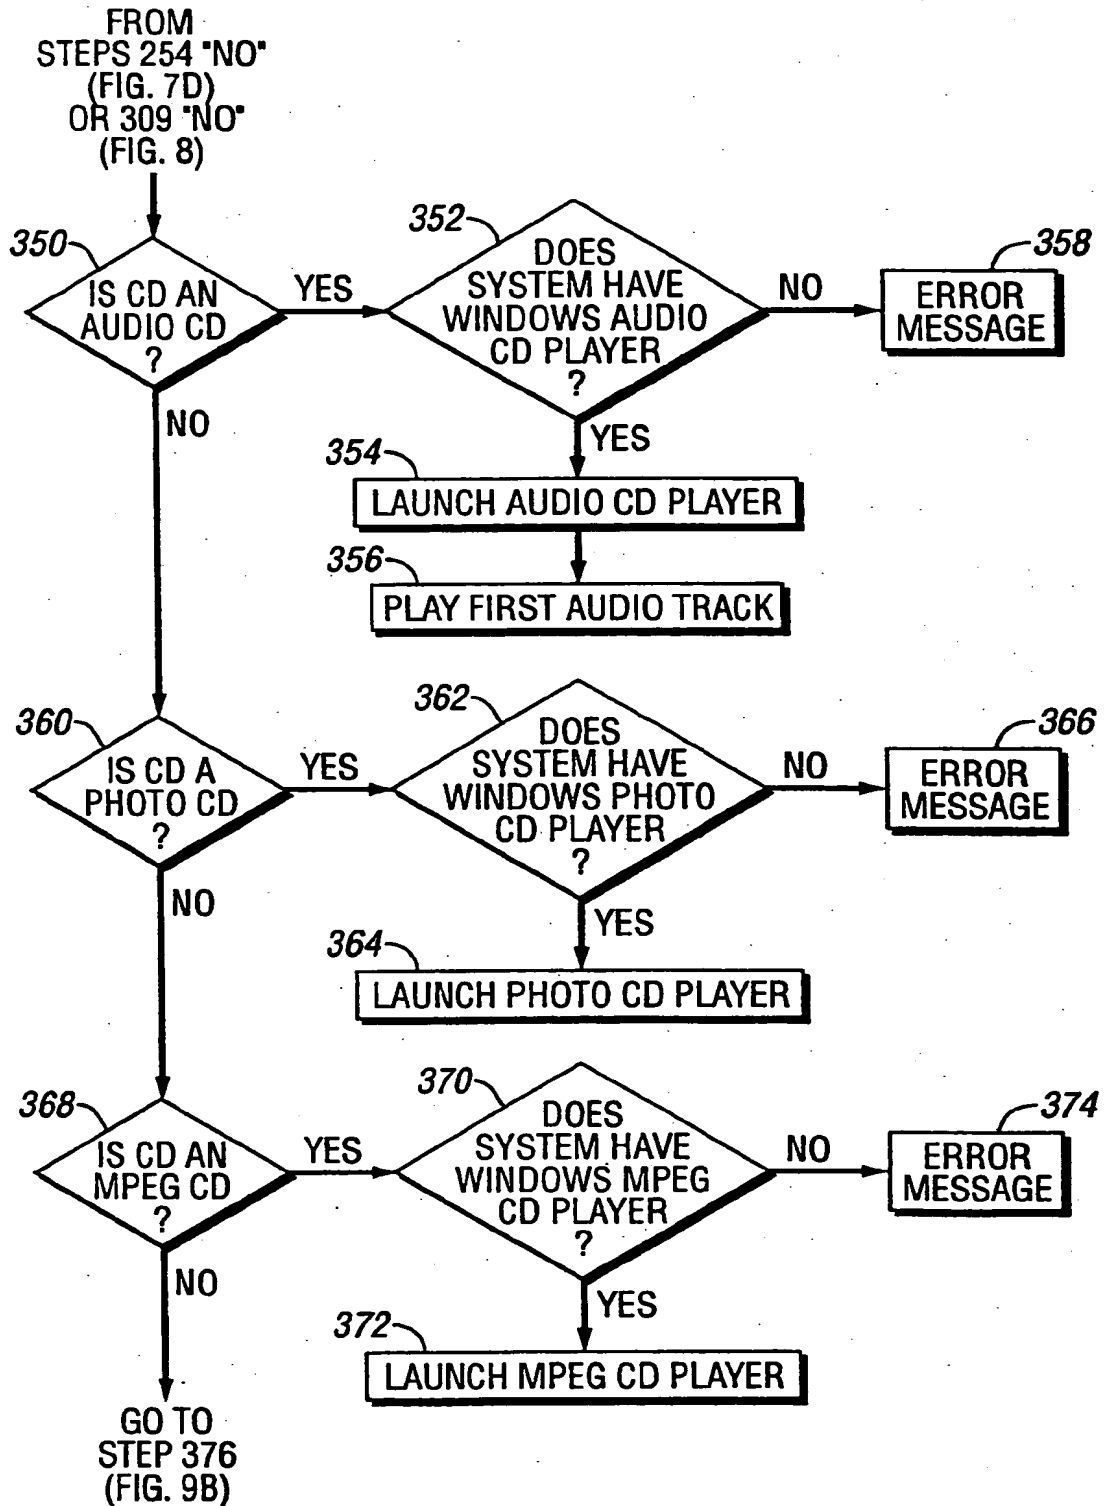 FROM
STEPS 254 "NO"
(FIG. 7D)
OR 309 "NO"
(FIG. 8)
350
IS CD AN
AUDIO CD
?
YES
NO
352
DOES
SYSTEM HAVE
WINDOWS AUDIO
CD PLAYER
?
NO
YES
358
ERROR
MESSAGE
354
LAUNCH AUDIO CD PLAYER
356
PLAY FIRST AUDIO TRACK
360
IS CD A
PHOTO CD
?
YES
NO
362
DOES
SYSTEM HAVE
WINDOWS PHOTO
CD PLAYER
?
NO
YES
366
ERROR
MESSAGE
364
LAUNCH PHOTO CD PLAYER
368
IS CD AN
MPEG CD
?
YES
NO
370
DOES
SYSTEM HAVE
WINDOWS MPEG
CD PLAYER
?
NO
YES
374
ERROR
MESSAGE
372
LAUNCH MPEG CD PLAYER
GO TO
STEP 376
(FIG. 9B)